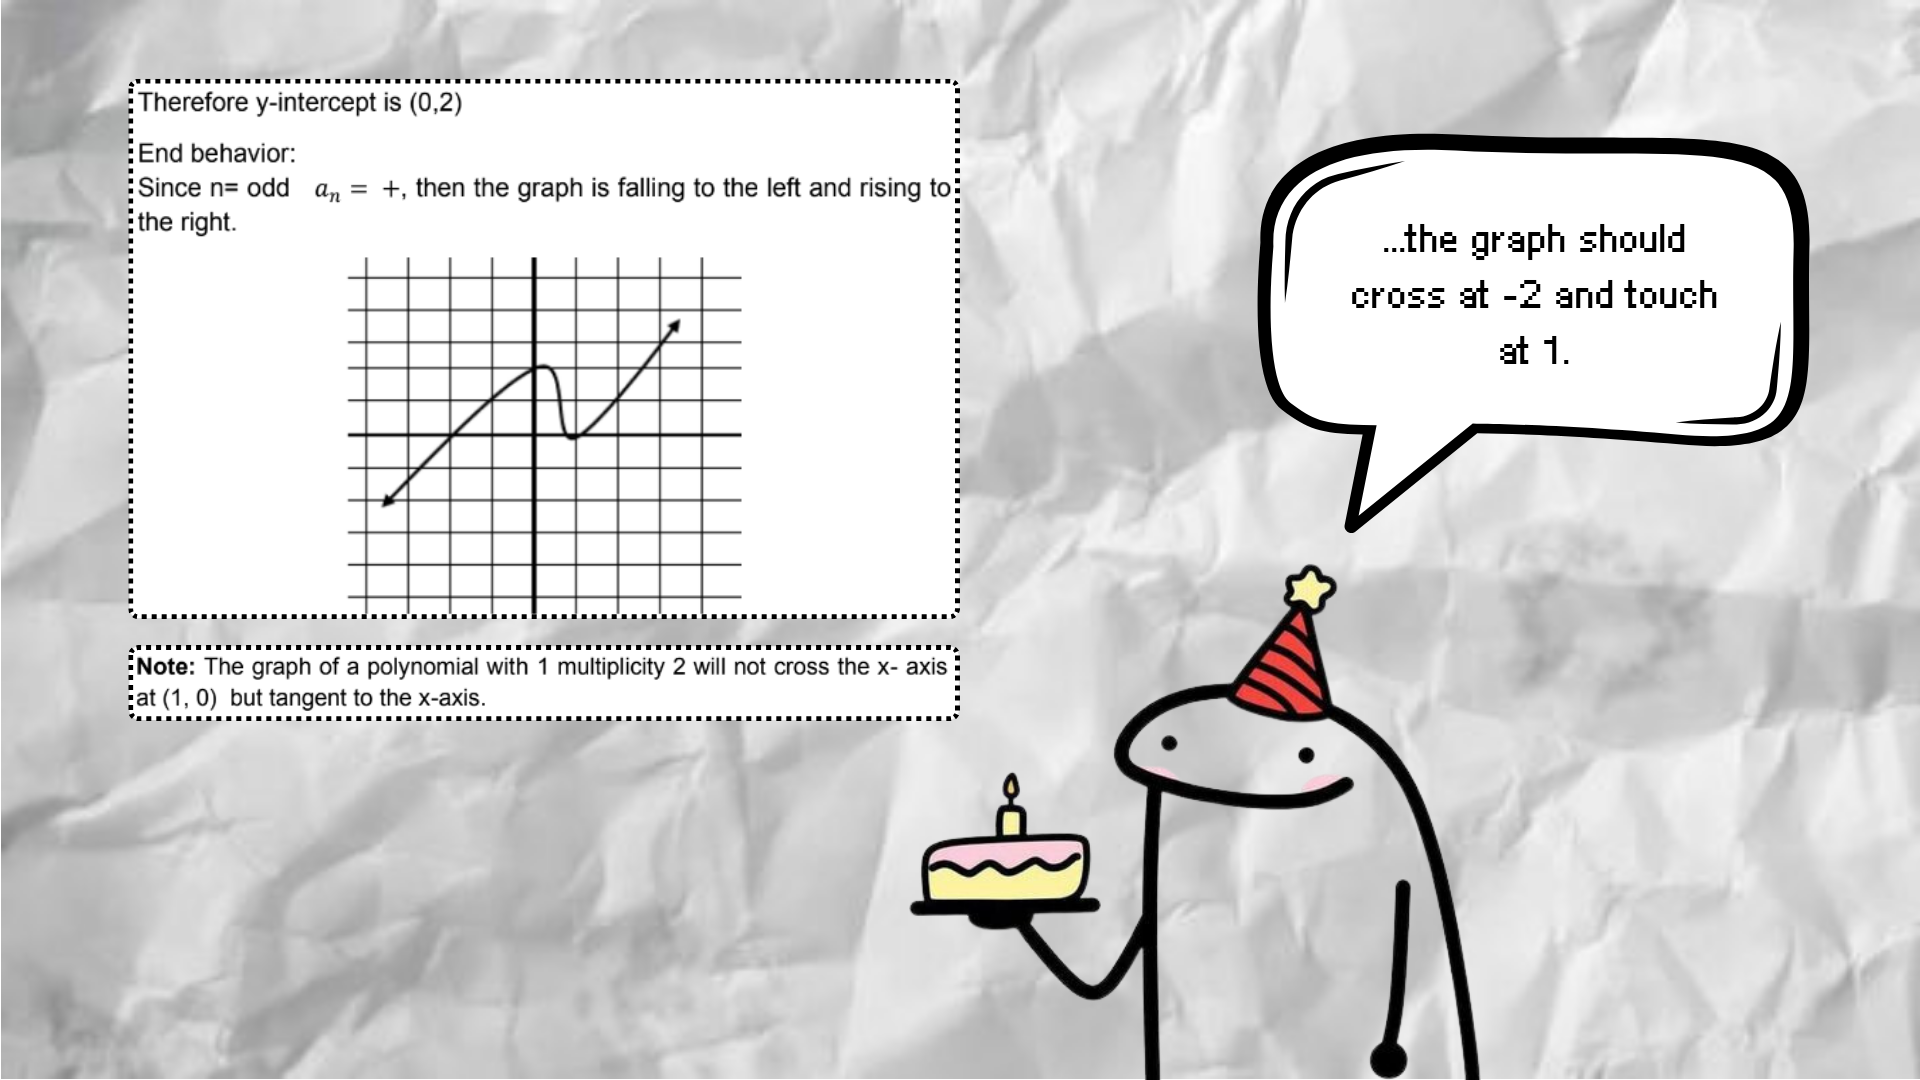 Therefore y-intercept is (0,2)
End behavior:
Since n= odd aₙ = +, then the graph is falling to the left and rising to
the right.
Note: The graph of a polynomial with 1 multiplicity 2 will not cross the x- axis
at (1, 0) but tangent to the x-axis.
...the graph should
cross at -2 and touch
at 1.